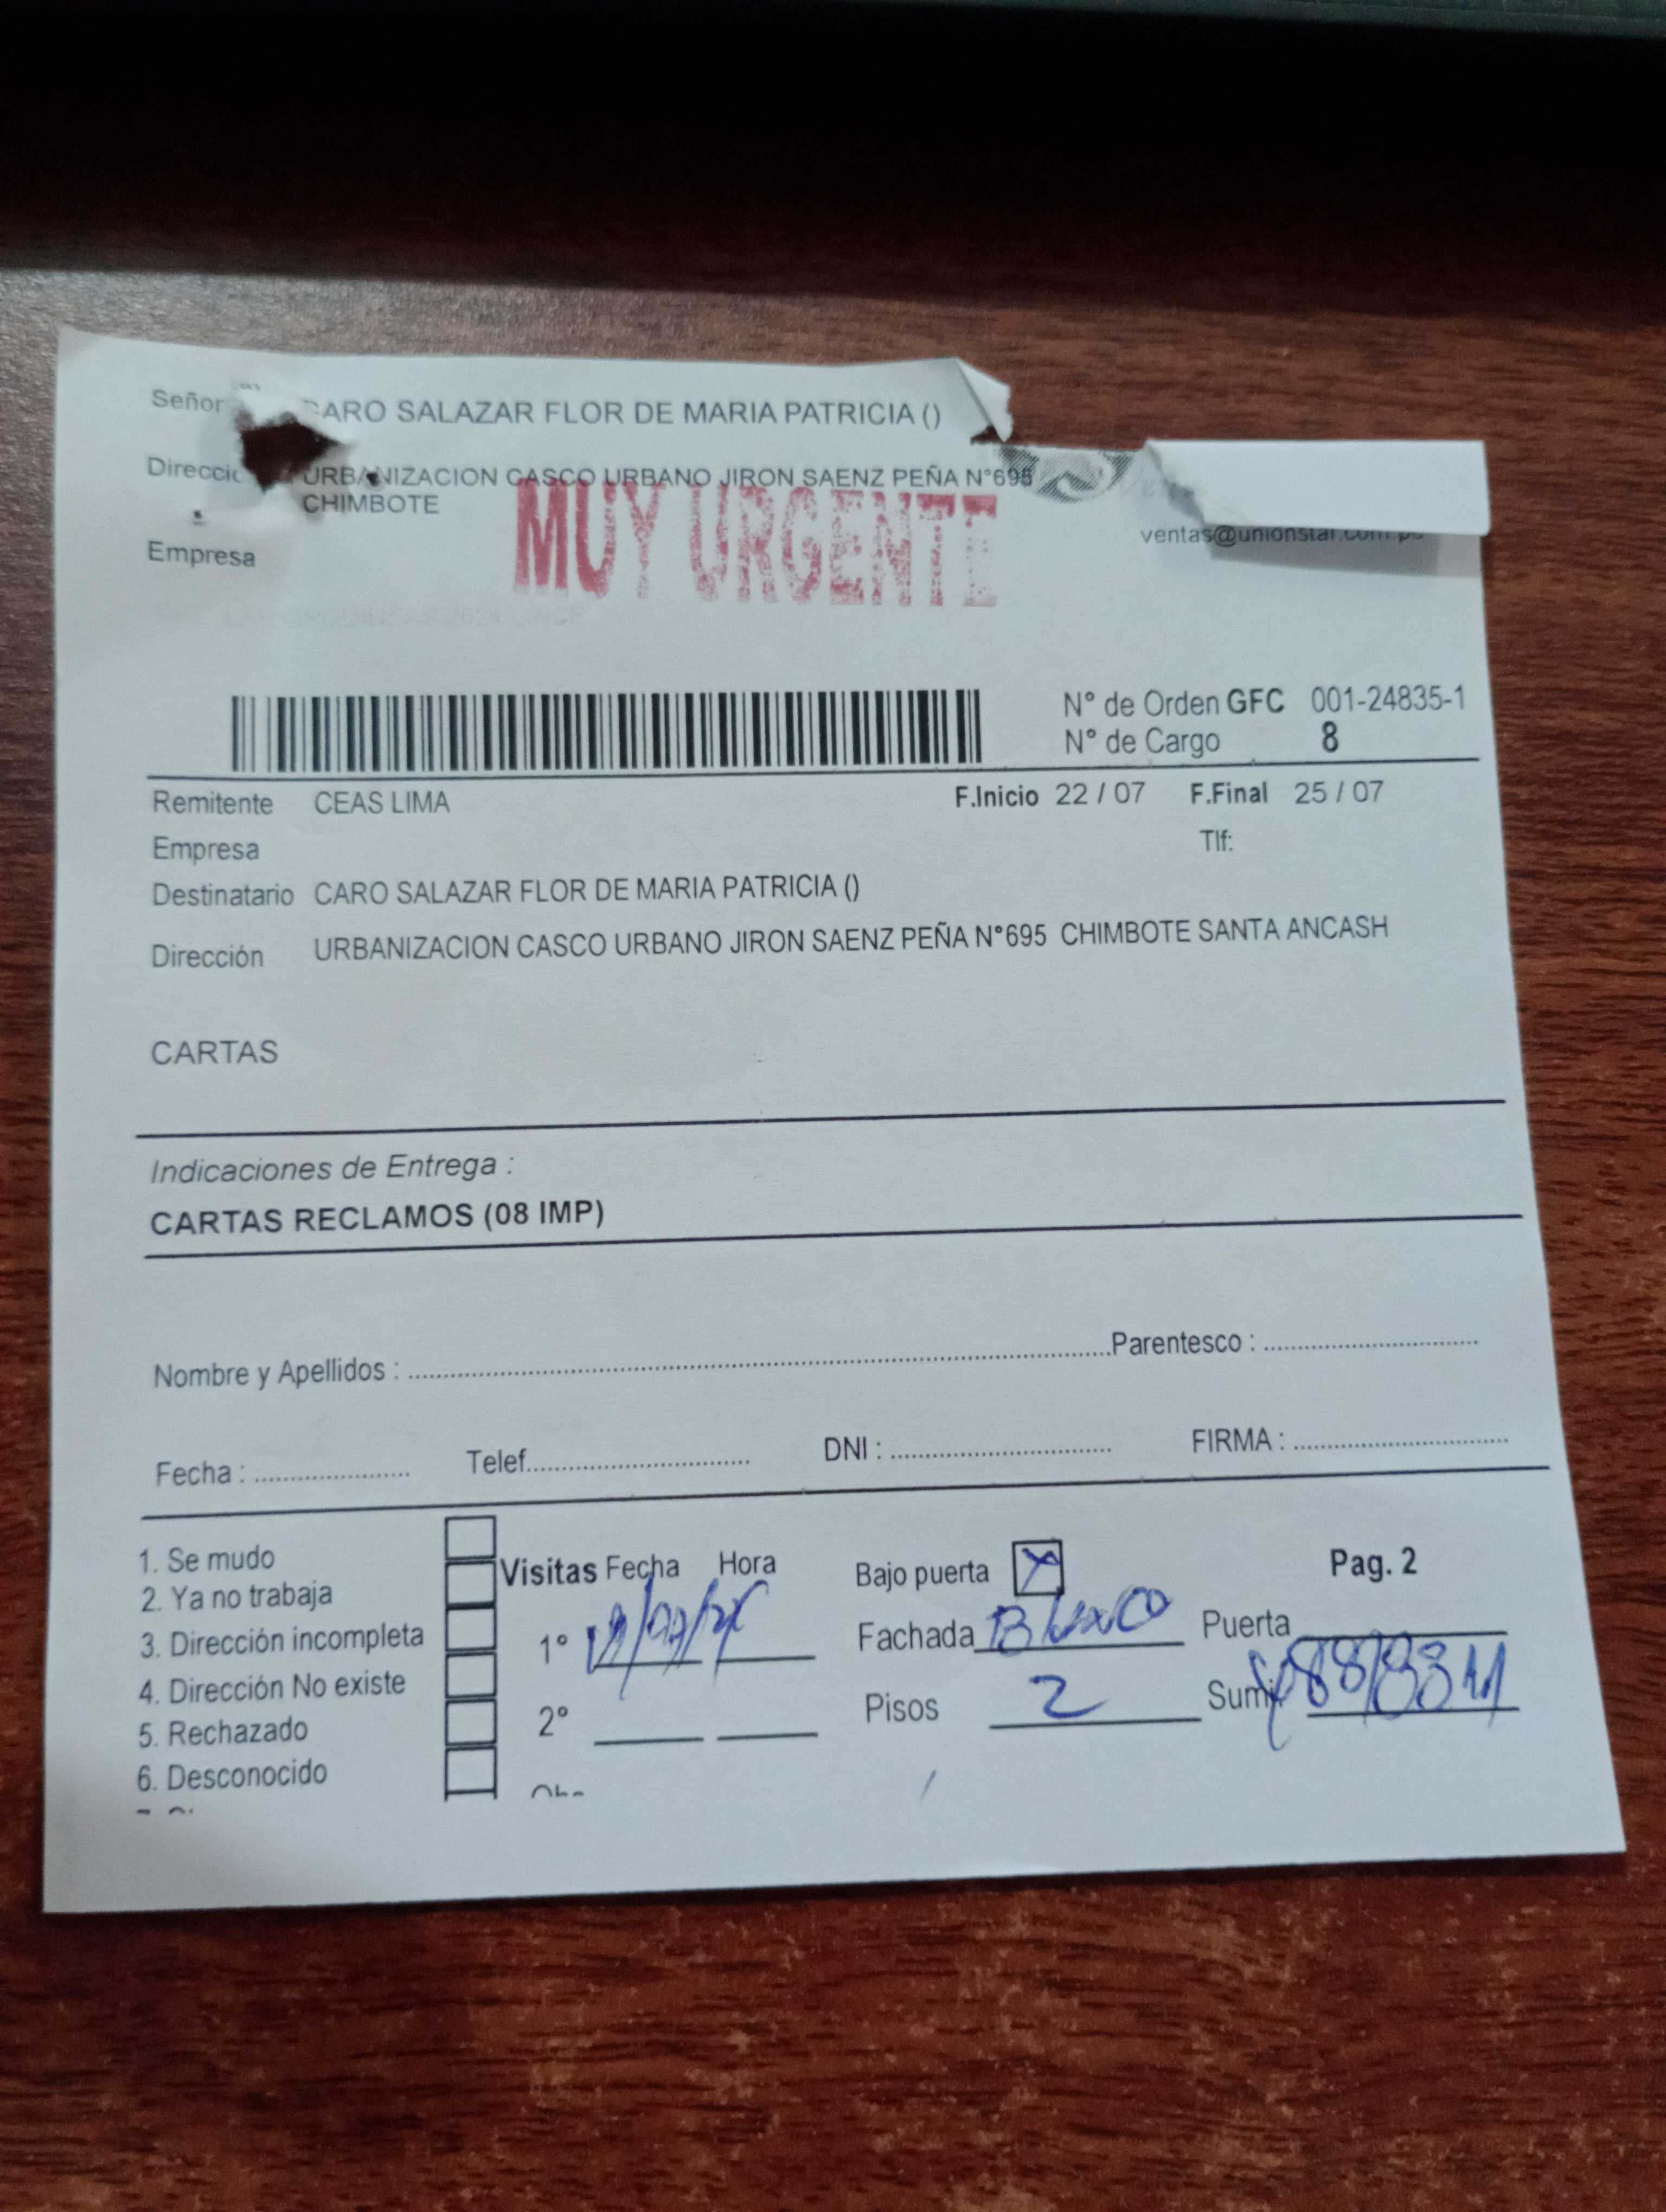 Señor CARO SALAZAR FLOR DE MARIA PATRICIA ()
URBANIZACION CASCO URBANO JIRON SAENZ PEÑA N°695
CHIMBOTE
MUY URGENTE
ventas@unionstar.com.pe
Empresa
N° de Orden GFC 001-24835-1
N° de Cargo 8
Remitente CEAS LIMA F.Inicio 22 / 07 F.Final 25 / 07
Empresa Tlf:
Destinatario CARO SALAZAR FLOR DE MARIA PATRICIA ()
Dirección URBANIZACION CASCO URBANO JIRON SAENZ PEÑA N°695 CHIMBOTE SANTA ANCASH
CARTAS
Indicaciones de Entrega :
CARTAS RECLAMOS (08 IMP)
Nombre y Apellidos : Parentesco :
Fecha : Telef. DNI : FIRMA :
1. Se mudo
2. Ya no trabaja
3. Dirección incompleta
4. Dirección No existe
5. Rechazado
6. Desconocido
Visitas Fecha Hora
1°
2°
Bajo puerta X Pag. 2
Fachada Blanco Puerta
Pisos 2